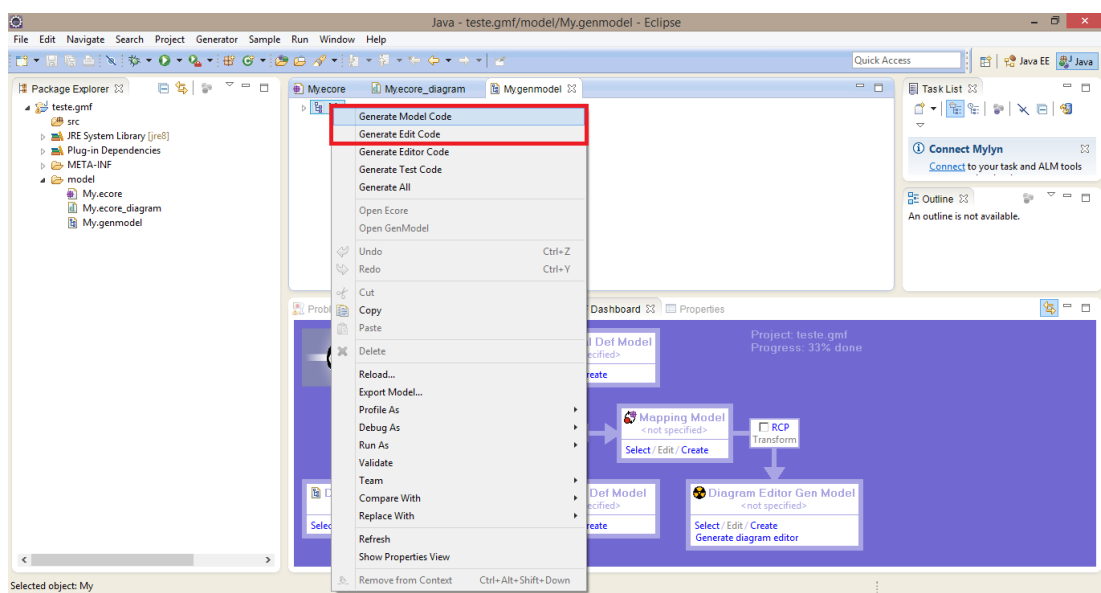 Java - teste.gmf/model/My.genmodel - Eclipse
File Edit Navigate Search Project Generator Sample Run Window Help
Quick Access
Java EE
Java
Package Explorer
teste.gmf
src
JRE System Library [jre8]
Plug-in Dependencies
META-INF
model
My.ecore
My.ecore_diagram
My.genmodel
My.ecore
My.ecore_diagram
My.genmodel
Generate Model Code
Generate Edit Code
Generate Editor Code
Generate Test Code
Generate All
Open Ecore
Open GenModel
Undo Ctrl+Z
Redo Ctrl+Y
Cut
Copy
Paste
Delete
Reload...
Export Model...
Profile As
Debug As
Run As
Validate
Team
Compare With
Replace With
Refresh
Show Properties View
Remove from Context Ctrl+Alt+Shift+Down
Task List
Connect Mylyn
Connect to your task and ALM tools
Outline
An outline is not available.
Dashboard
Properties
Def Model
Project: teste.gmf
Progress: 33% done
Mapping Model
<not specified>
Select / Edit / Create
RCP
Transform
Def Model
Diagram Editor Gen Model
<not specified>
Select / Edit / Create
Generate diagram editor
Selected object: My